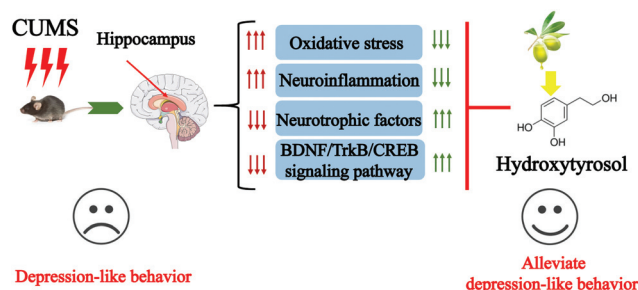 CUMS
Hippocampus
↑↑↑ Oxidative stress ↓↓↓
↑↑↑ Neuroinflammation ↓↓↓
↓↓↓ Neurotrophic factors ↑↑↑
BDNF/TrkB/CREB
↓↓↓ signaling pathway ↑↑↑
OH
HO
OH
Hydroxytyrosol
Depression-like behavior
Alleviate
depression-like behavior